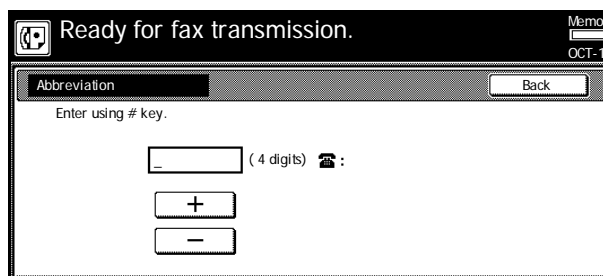 Ready for fax transmission.
Memo
OCT-1
Abbreviation
Back
Enter using # key.
_ ( 4 digits) ☎ :
+
−